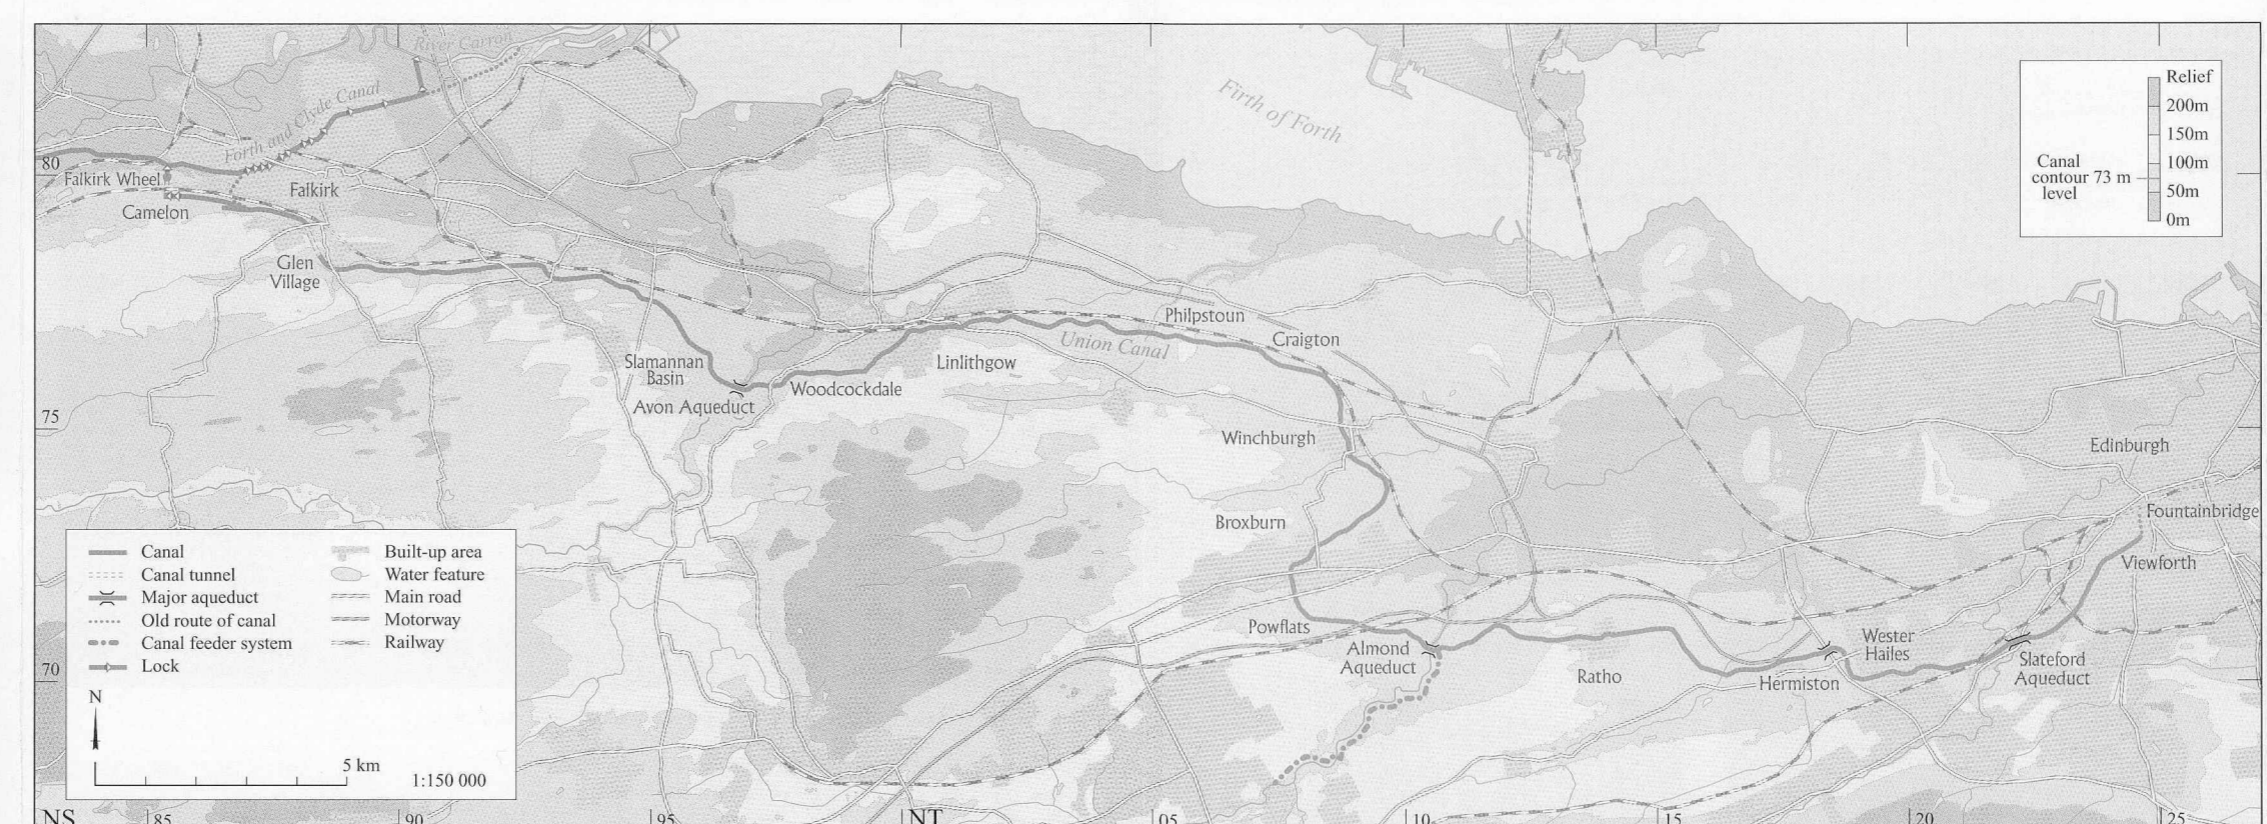 River Carron
Forth and Clyde Canal
Firth of Forth
Relief
200m
150m
100m
50m
0m
Canal
contour 73 m
level
80
Falkirk Wheel
Falkirk
Camelon
Glen
Village
Philpstoun
Craigton
Union Canal
Linlithgow
Slamannan
Basin
Woodcockdale
Avon Aqueduct
75
Winchburgh
Edinburgh
Broxburn
Fountainbridge
Viewforth
Canal
Canal tunnel
Major aqueduct
Old route of canal
Canal feeder system
Lock
Built-up area
Water feature
Main road
Motorway
Railway
Powflats
Almond
Aqueduct
Ratho
Hermiston
Wester
Hailes
Slateford
Aqueduct
70
N
5 km
1:150 000
NS
85
90
95
NT
05
10
15
20
25